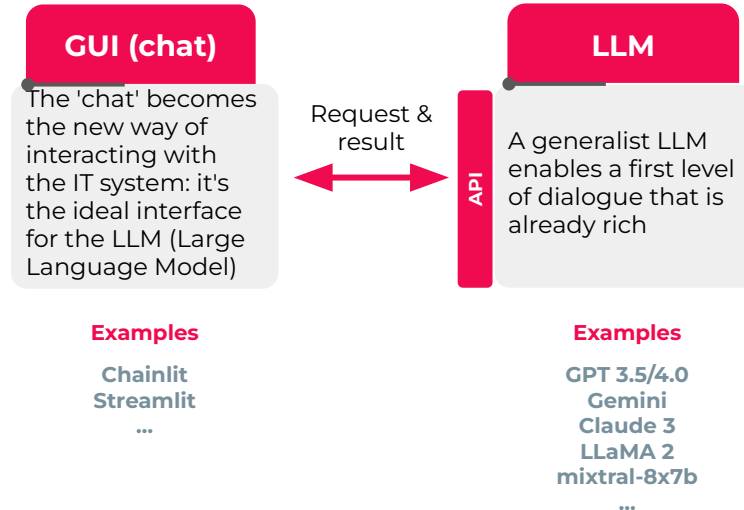 GUI (chat)
The 'chat' becomes
the new way of
interacting with
the IT system: it's
the ideal interface
for the LLM (Large
Language Model)
Request &
result
API
LLM
A generalist LLM
enables a first level
of dialogue that is
already rich
Examples
Chainlit
Streamlit
...
Examples
GPT 3.5/4.0
Gemini
Claude 3
LLaMA 2
mixtral-8x7b
...